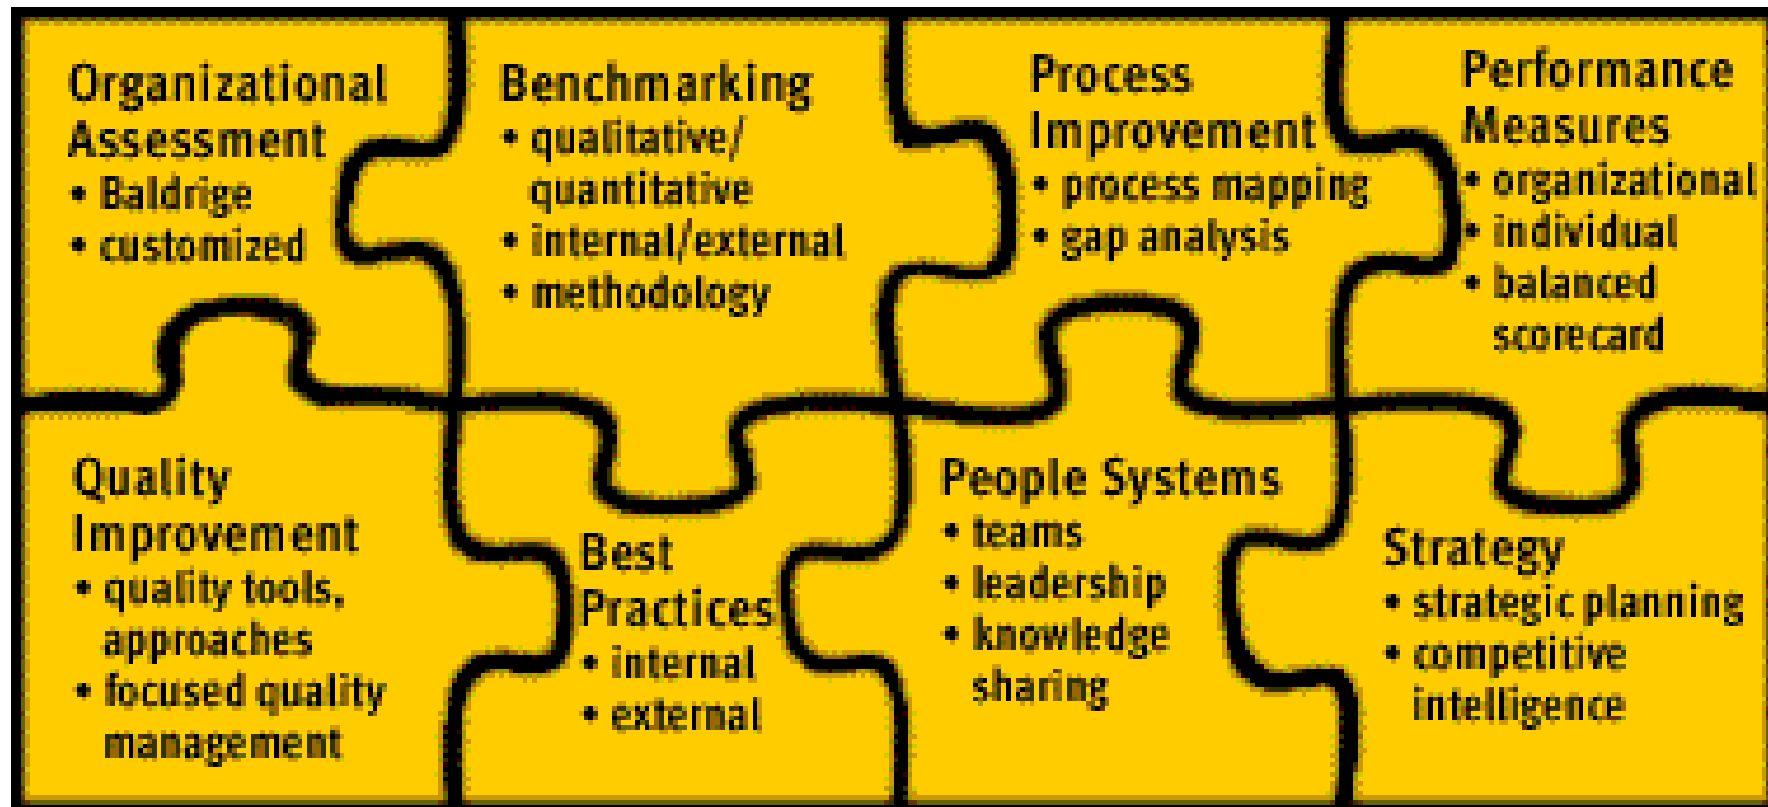 Organizational
Assessment
• Baldrige
• customized
Benchmarking
• qualitative/
quantitative
• internal/external
• methodology
Process
Improvement
• process mapping
• gap analysis
Performance
Measures
• organizational
• individual
• balanced
scorecard
Quality
Improvement
• quality tools,
approaches
• focused quality
management
Best
Practices
• internal
• external
People Systems
• teams
• leadership
• knowledge
sharing
Strategy
• strategic planning
• competitive
intelligence